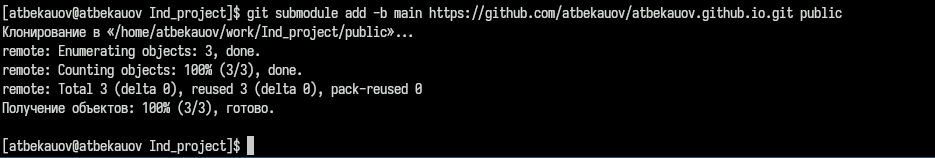 [atbekauov@atbekauov Ind_project]$ git submodule add -b main https://github.com/atbekauov/atbekauov.github.io.git public
Клонирование в «/home/atbekauov/work/Ind_project/public»...
remote: Enumerating objects: 3, done.
remote: Counting objects: 100% (3/3), done.
remote: Total 3 (delta 0), reused 3 (delta 0), pack-reused 0
Получение объектов: 100% (3/3), готово.
[atbekauov@atbekauov Ind_project]$